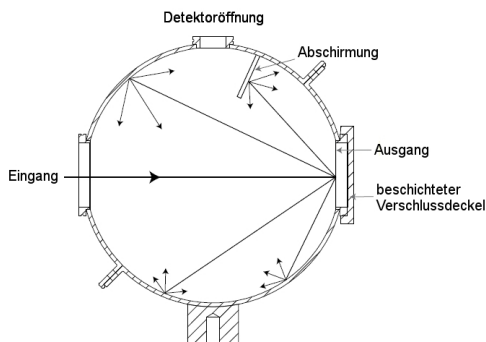 Detektoröffnung
Abschirmung
Ausgang
Eingang
beschichteter
Verschlussdeckel